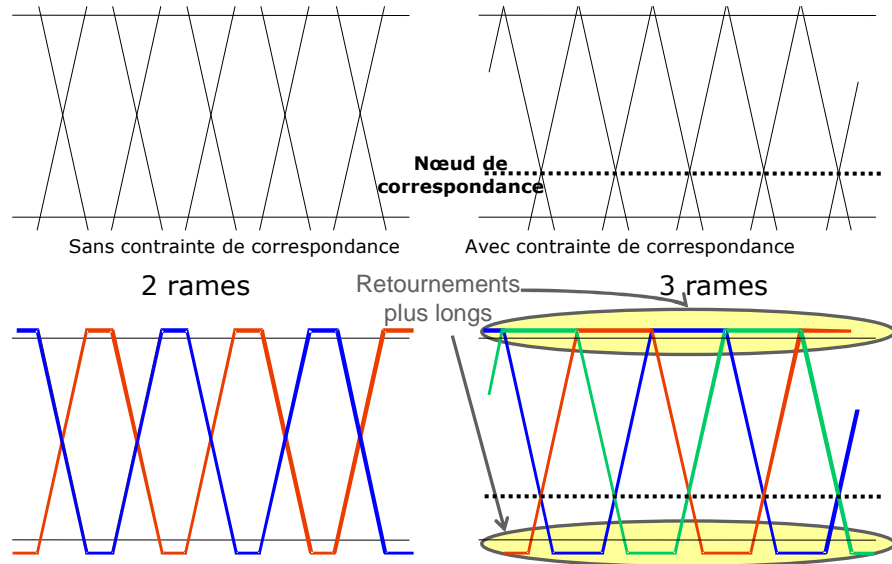 Nœud de
correspondance
Sans contrainte de correspondance
Avec contrainte de correspondance
2 rames
Retournements
plus longs
3 rames